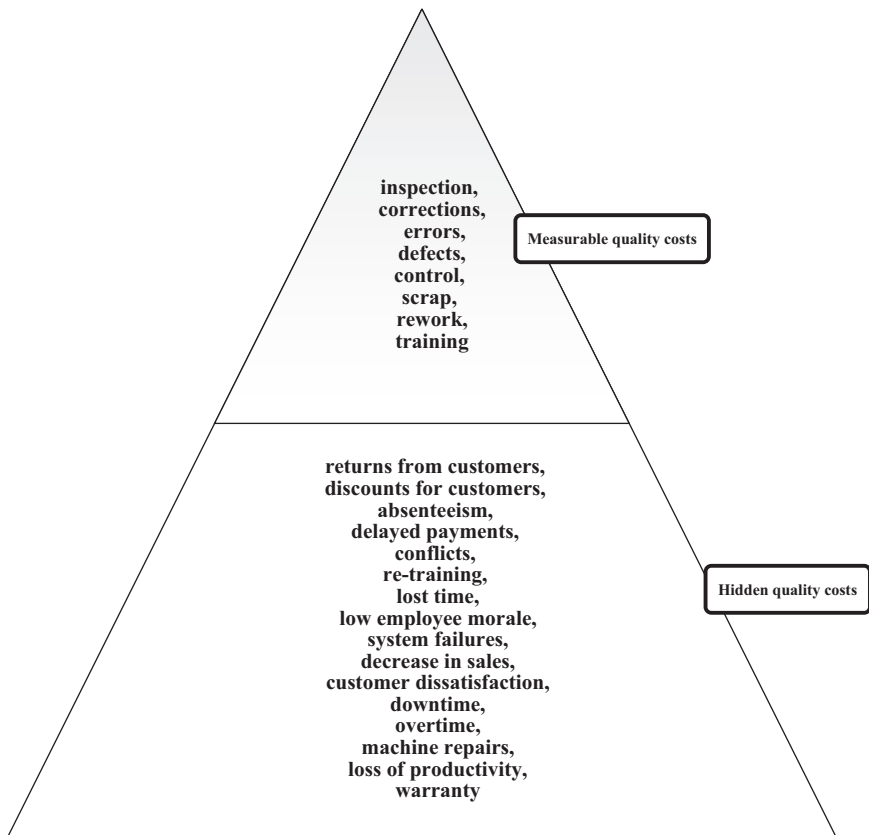 inspection,
corrections,
errors,
defects,
control,
scrap,
rework,
training
Measurable quality costs
returns from customers,
discounts for customers,
absenteeism,
delayed payments,
conflicts,
re-training,
lost time,
low employee morale,
system failures,
decrease in sales,
customer dissatisfaction,
downtime,
overtime,
machine repairs,
loss of productivity,
warranty
Hidden quality costs